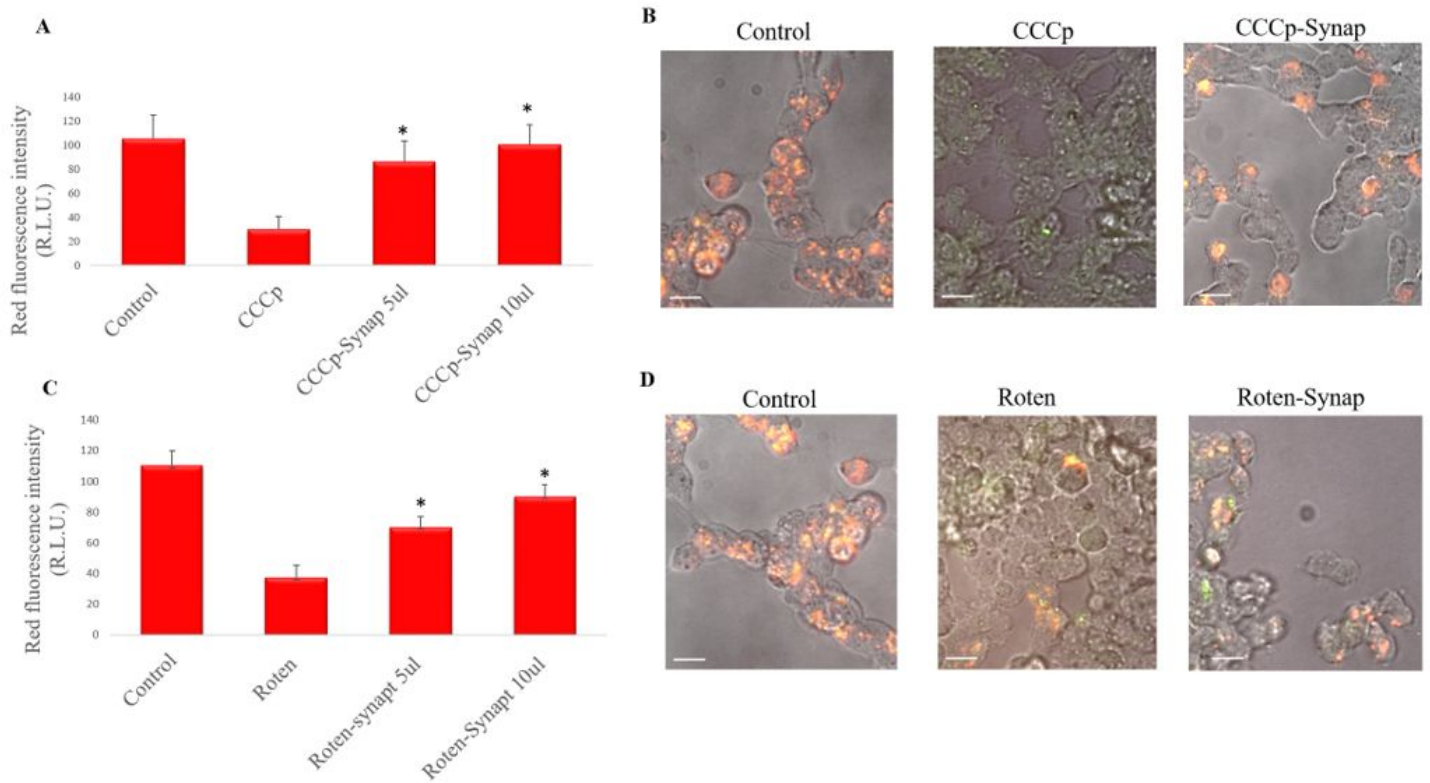 A
Red fluorescence intensity
(R.L.U.)
140
120
100
80
60
40
20
0
*
*
Control
CCCp
CCCp-Synap 5ul
CCCp-Synap 10ul
B
Control
CCCp
CCCp-Synap
C
Red fluorescence intensity
(R.L.U.)
140
120
100
80
60
40
20
0
*
*
Control
Roten
Roten-synapt 5ul
Roten-Synapt 10ul
D
Control
Roten
Roten-Synap